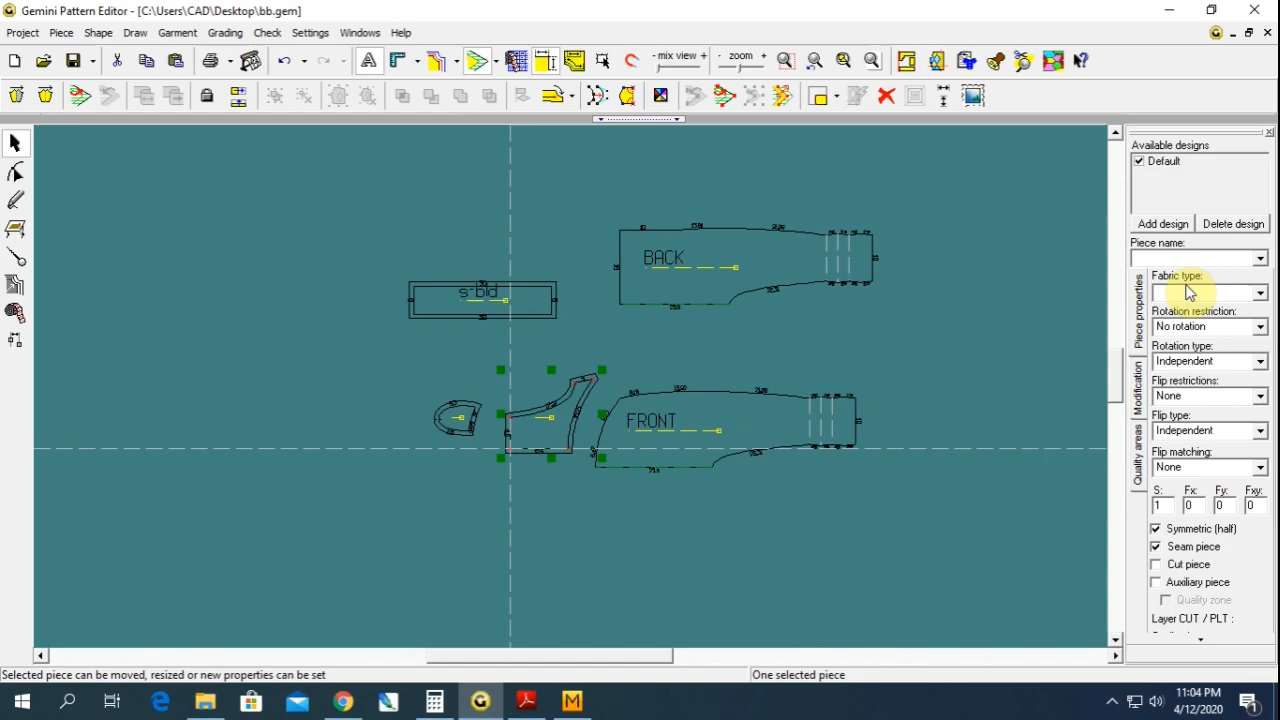 Gemini Pattern Editor - [C:\Users\CAD\Desktop\bb.gem]
Project Piece Shape Draw Garment Grading Check Settings Windows Help
- mix view +
- zoom +
Available designs
Default
Add design Delete design
Piece name:
Piece properties
Modification
Quality areas
Fabric type:
Rotation restriction:
No rotation
Rotation type:
Independent
Flip restrictions:
None
Flip type:
Independent
Flip matching:
None
S: Fx: Fy: Fxy:
1 0 0 0
Symmetric (half)
Seam piece
Cut piece
Auxiliary piece
Quality zone
Layer CUT / PLT :
BACK
s-bld
FRONT
Selected piece can be moved, resized or new properties can be set
One selected piece
11:04 PM
4/12/2020